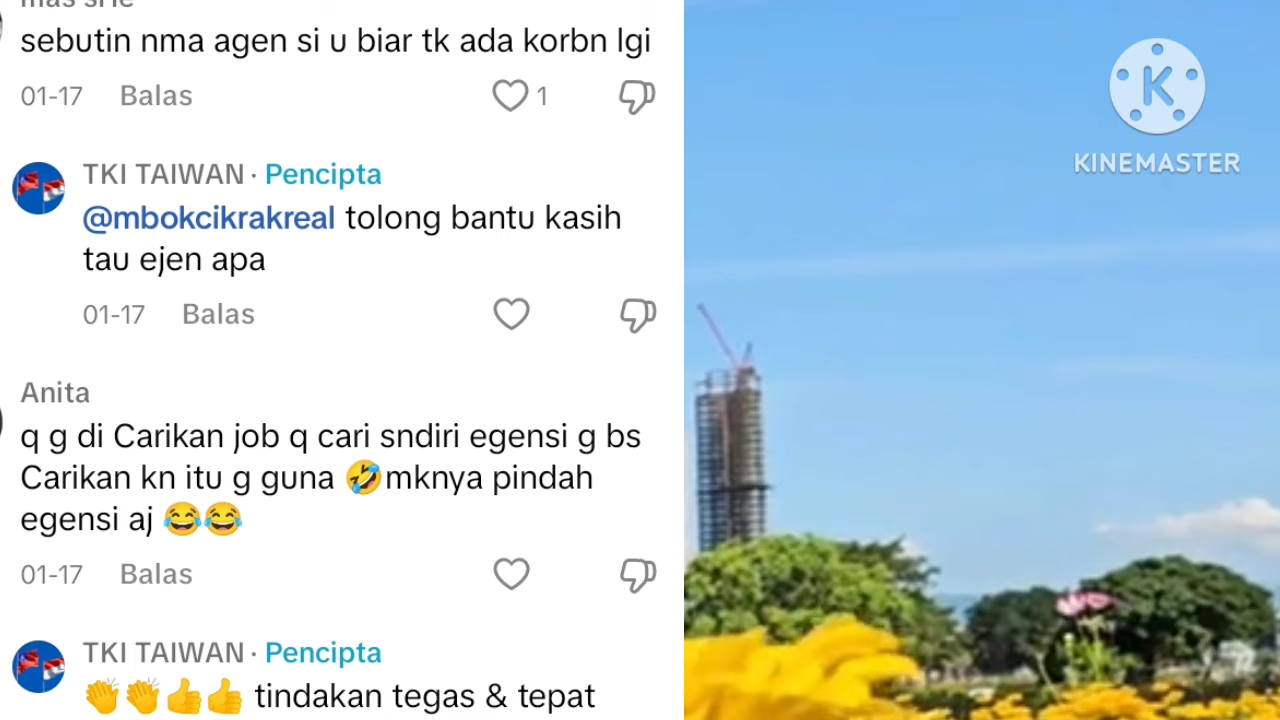 mas srie
sebutin nma agen si u biar tk ada korbn lgi
01-17 Balas 1
TKI TAIWAN · Pencipta
@mbokcikrakreal tolong bantu kasih
tau ejen apa
01-17 Balas
Anita
q g di Carikan job q cari sndiri egensi g bs
Carikan kn itu g guna 🤣mknya pindah
egensi aj 😂😂
01-17 Balas
TKI TAIWAN · Pencipta
👏👏👍👍 tindakan tegas & tepat
K
KINEMASTER